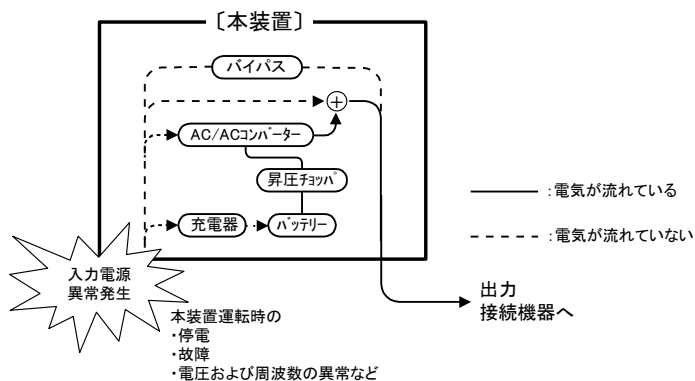 〔本装置〕
バイパス
+
AC/ACｺﾝﾊﾞｰﾀｰ
昇圧ﾁｮｯﾊﾟ
充電器
ﾊﾞｯﾃﾘｰ
：電気が流れている
：電気が流れていない
入力電源
異常発生
出力
接続機器へ
本装置運転時の
・停電
・故障
・電圧および周波数の異常など